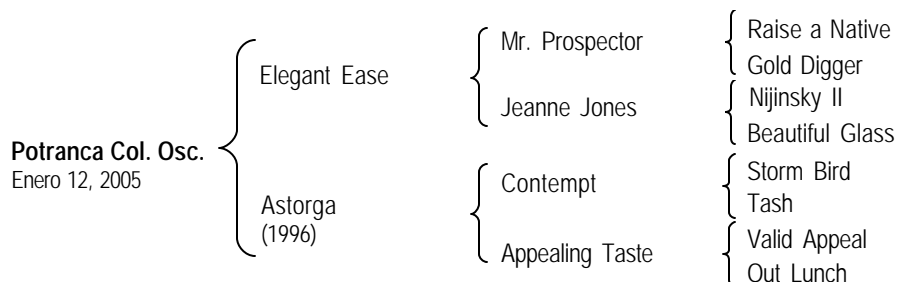 Potranca Col. Osc.
Enero 12, 2005
Elegant Ease
Astorga
(1996)
Mr. Prospector
Jeanne Jones
Contempt
Appealing Taste
Raise a Native
Gold Digger
Nijinsky II
Beautiful Glass
Storm Bird
Tash
Valid Appeal
Out Lunch